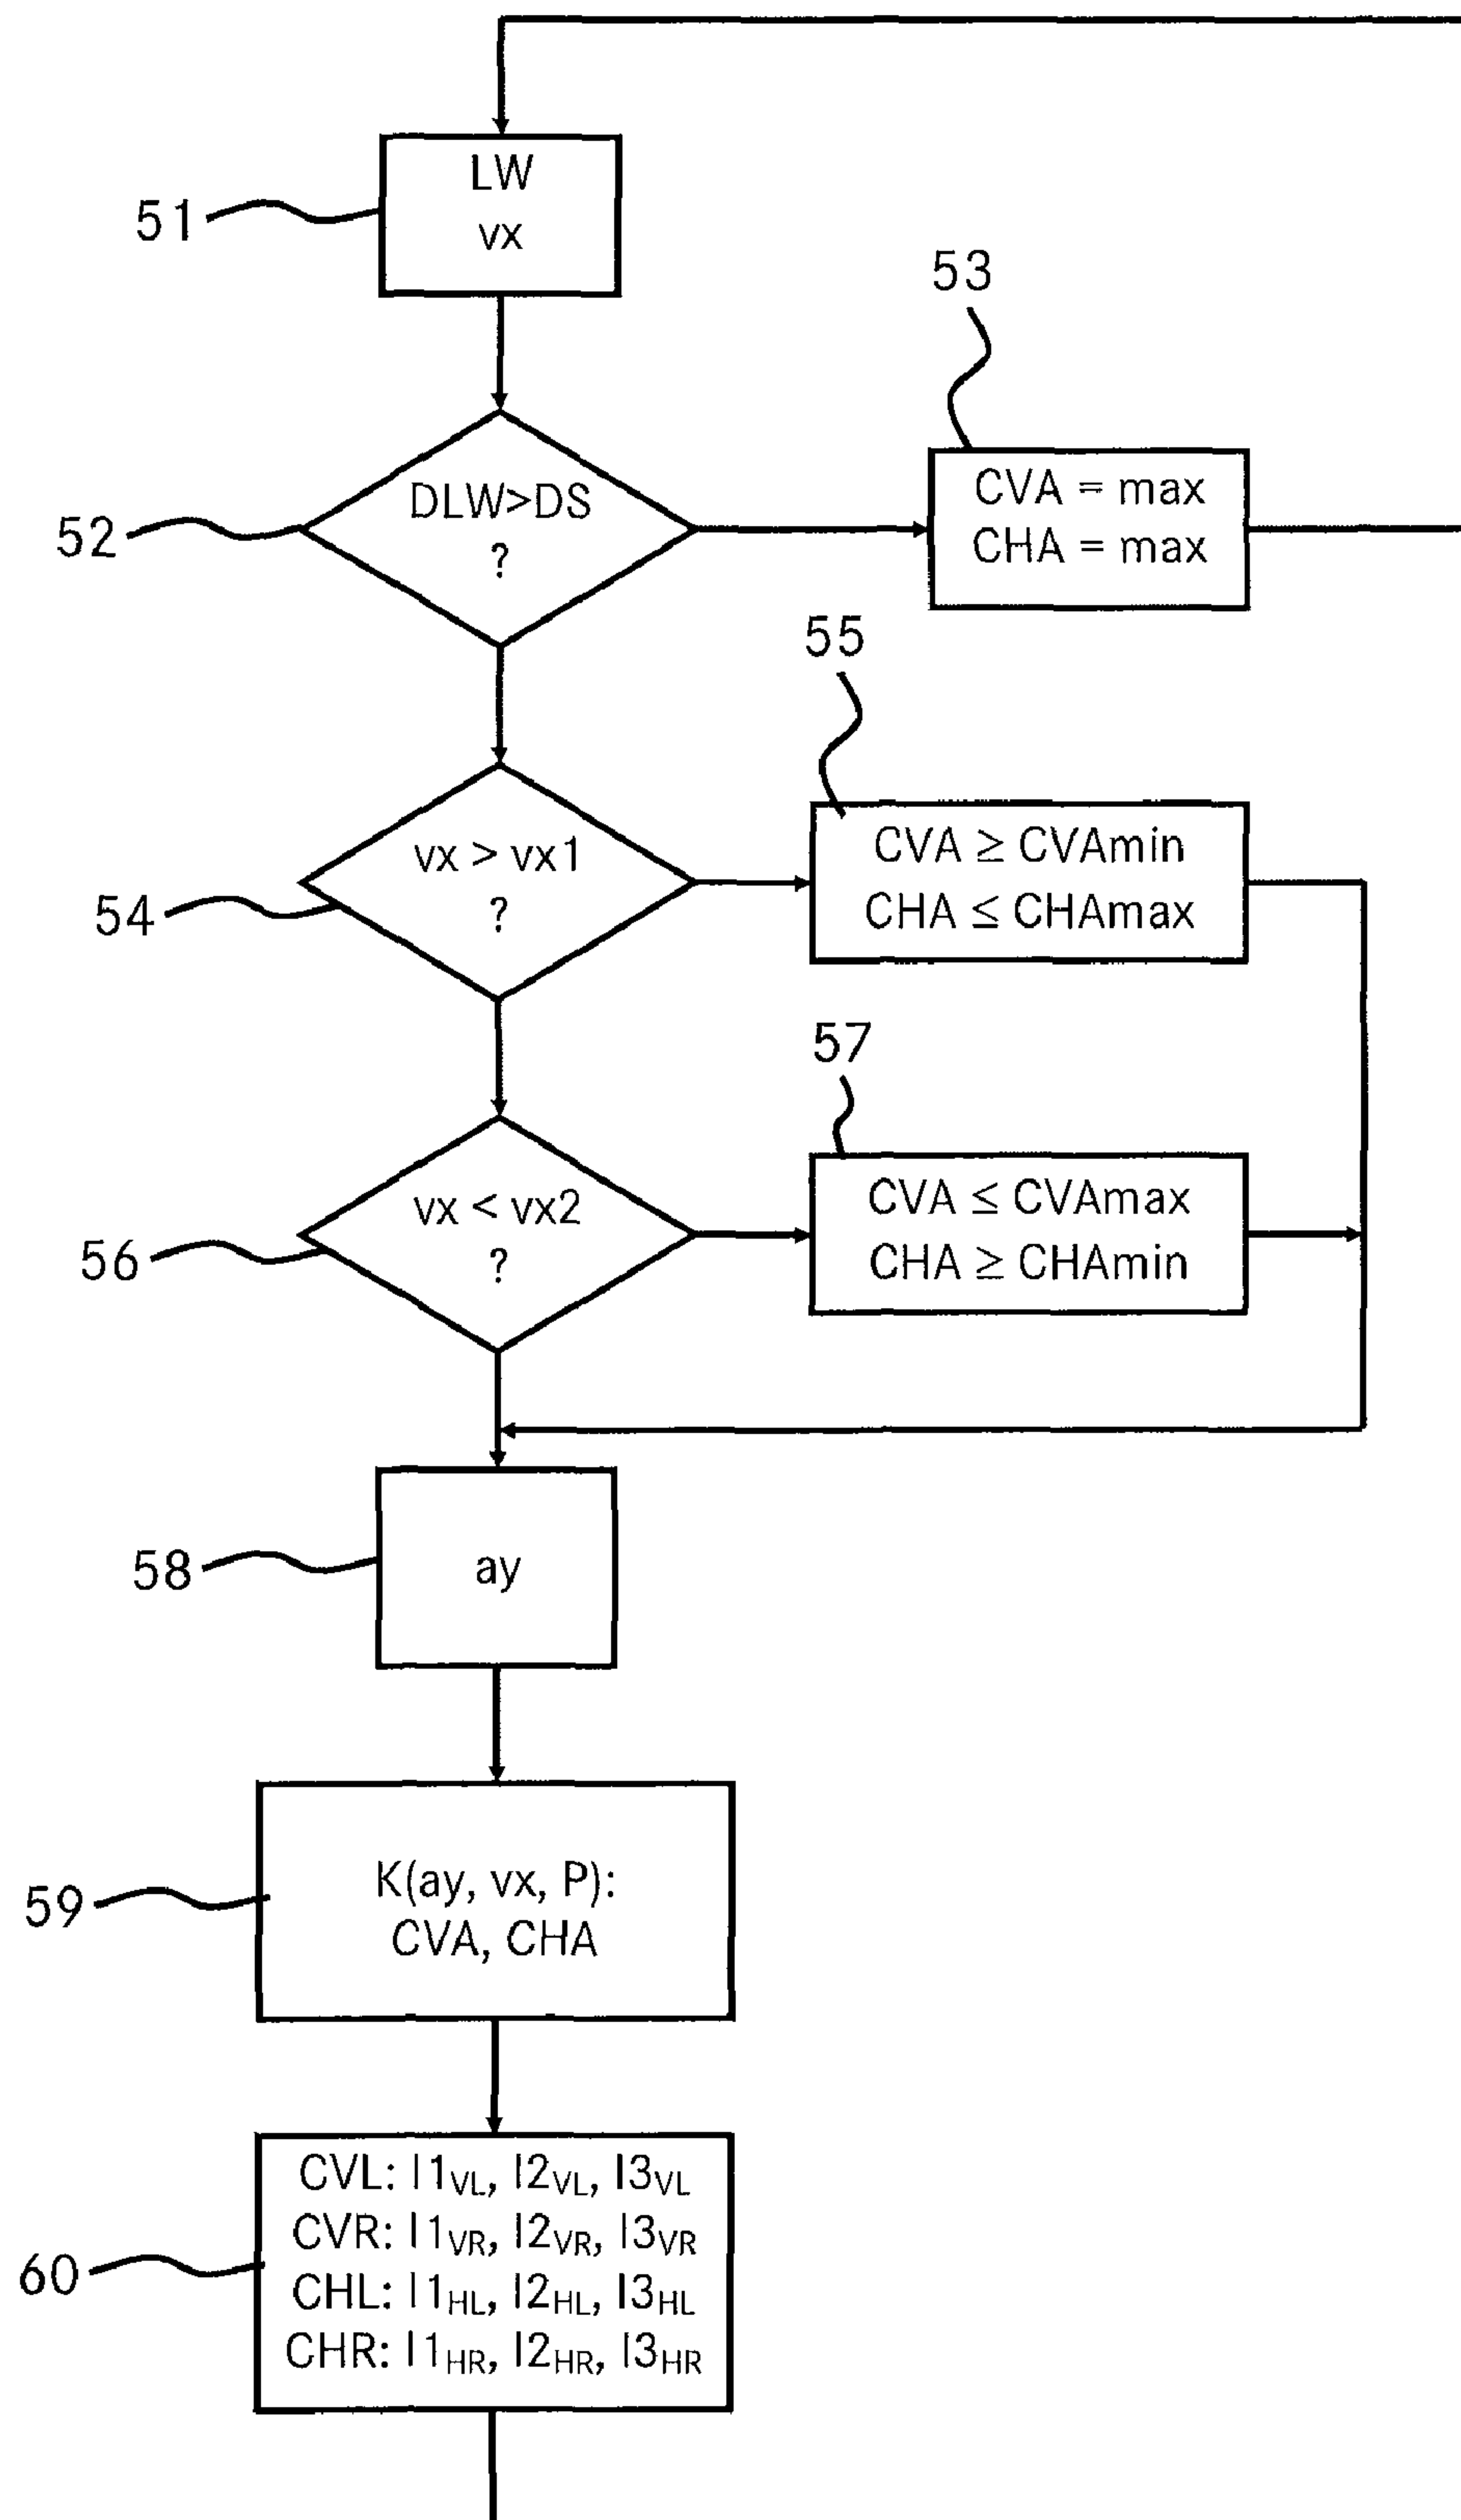 LW
vx
51
53
DLW>DS
?
52
CVA = max
CHA = max
55
vx > vx1
?
54
CVA ≥ CVAmin
CHA ≤ CHAmax
57
vx < vx2
?
56
CVA ≤ CVAmax
CHA ≥ CHAmin
58
ay
59
K(ay, vx, P):
CVA, CHA
60
CVL: I1VL, I2VL, I3VL
CVR: I1VR, I2VR, I3VR
CHL: I1HL, I2HL, I3HL
CHR: I1HR, I2HR, I3HR